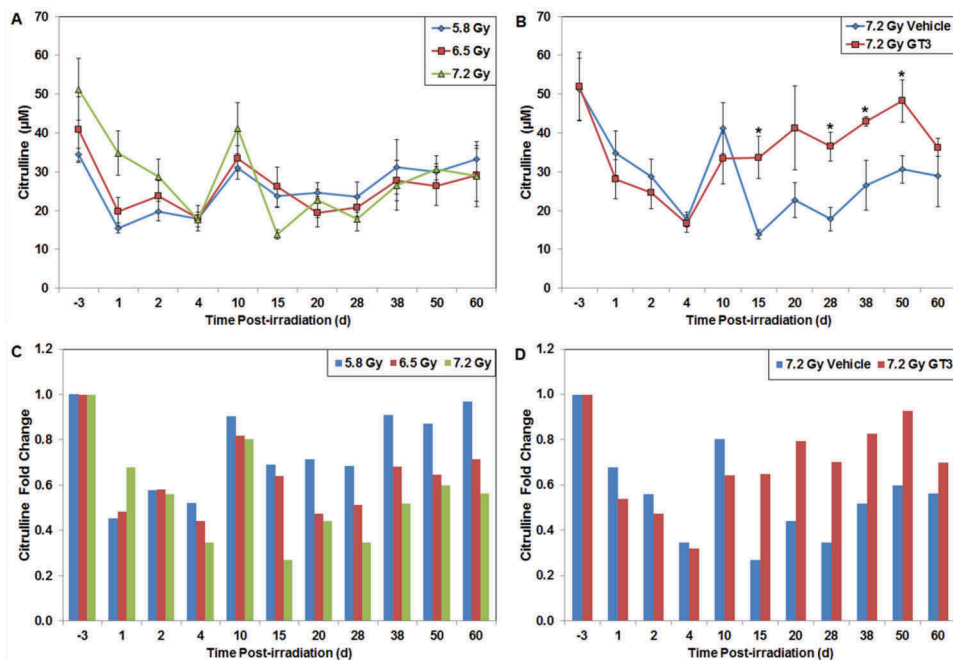 A
70
60
50
40
30
20
10
0
Citrulline (µM)
5.8 Gy
6.5 Gy
7.2 Gy
-3 1 2 4 10 15 20 28 38 50 60
Time Post-irradiation (d)
B
70
60
50
40
30
20
10
0
Citrulline (µM)
7.2 Gy Vehicle
7.2 Gy GT3
* * * *
-3 1 2 4 10 15 20 28 38 50 60
Time Post-irradiation (d)
C
1.2
1.0
0.8
0.6
0.4
0.2
0.0
Citrulline Fold Change
5.8 Gy 6.5 Gy 7.2 Gy
-3 1 2 4 10 15 20 28 38 50 60
Time Post-irradiation (d)
D
1.2
1.0
0.8
0.6
0.4
0.2
0.0
Citrulline Fold Change
7.2 Gy Vehicle 7.2 Gy GT3
-3 1 2 4 10 15 20 28 38 50 60
Time Post-irradiation (d)